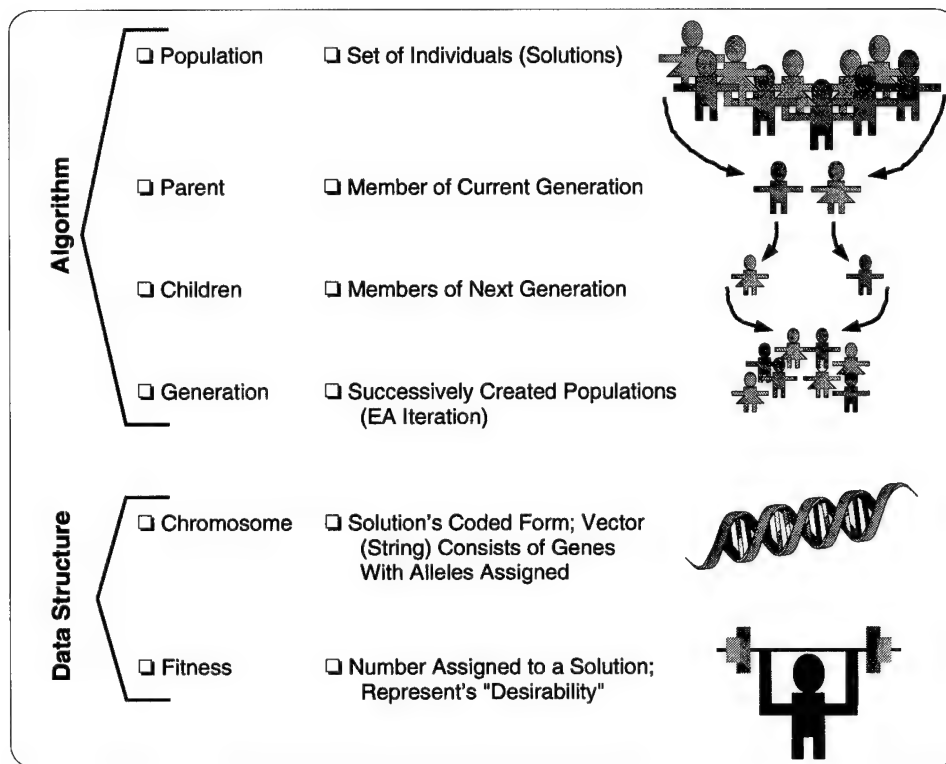 Algorithm
❏ Population ❏ Set of Individuals (Solutions)
❏ Parent ❏ Member of Current Generation
❏ Children ❏ Members of Next Generation
❏ Generation ❏ Successively Created Populations
(EA Iteration)
Data Structure
❏ Chromosome ❏ Solution's Coded Form; Vector
(String) Consists of Genes
With Alleles Assigned
❏ Fitness ❏ Number Assigned to a Solution;
Represent's "Desirability"